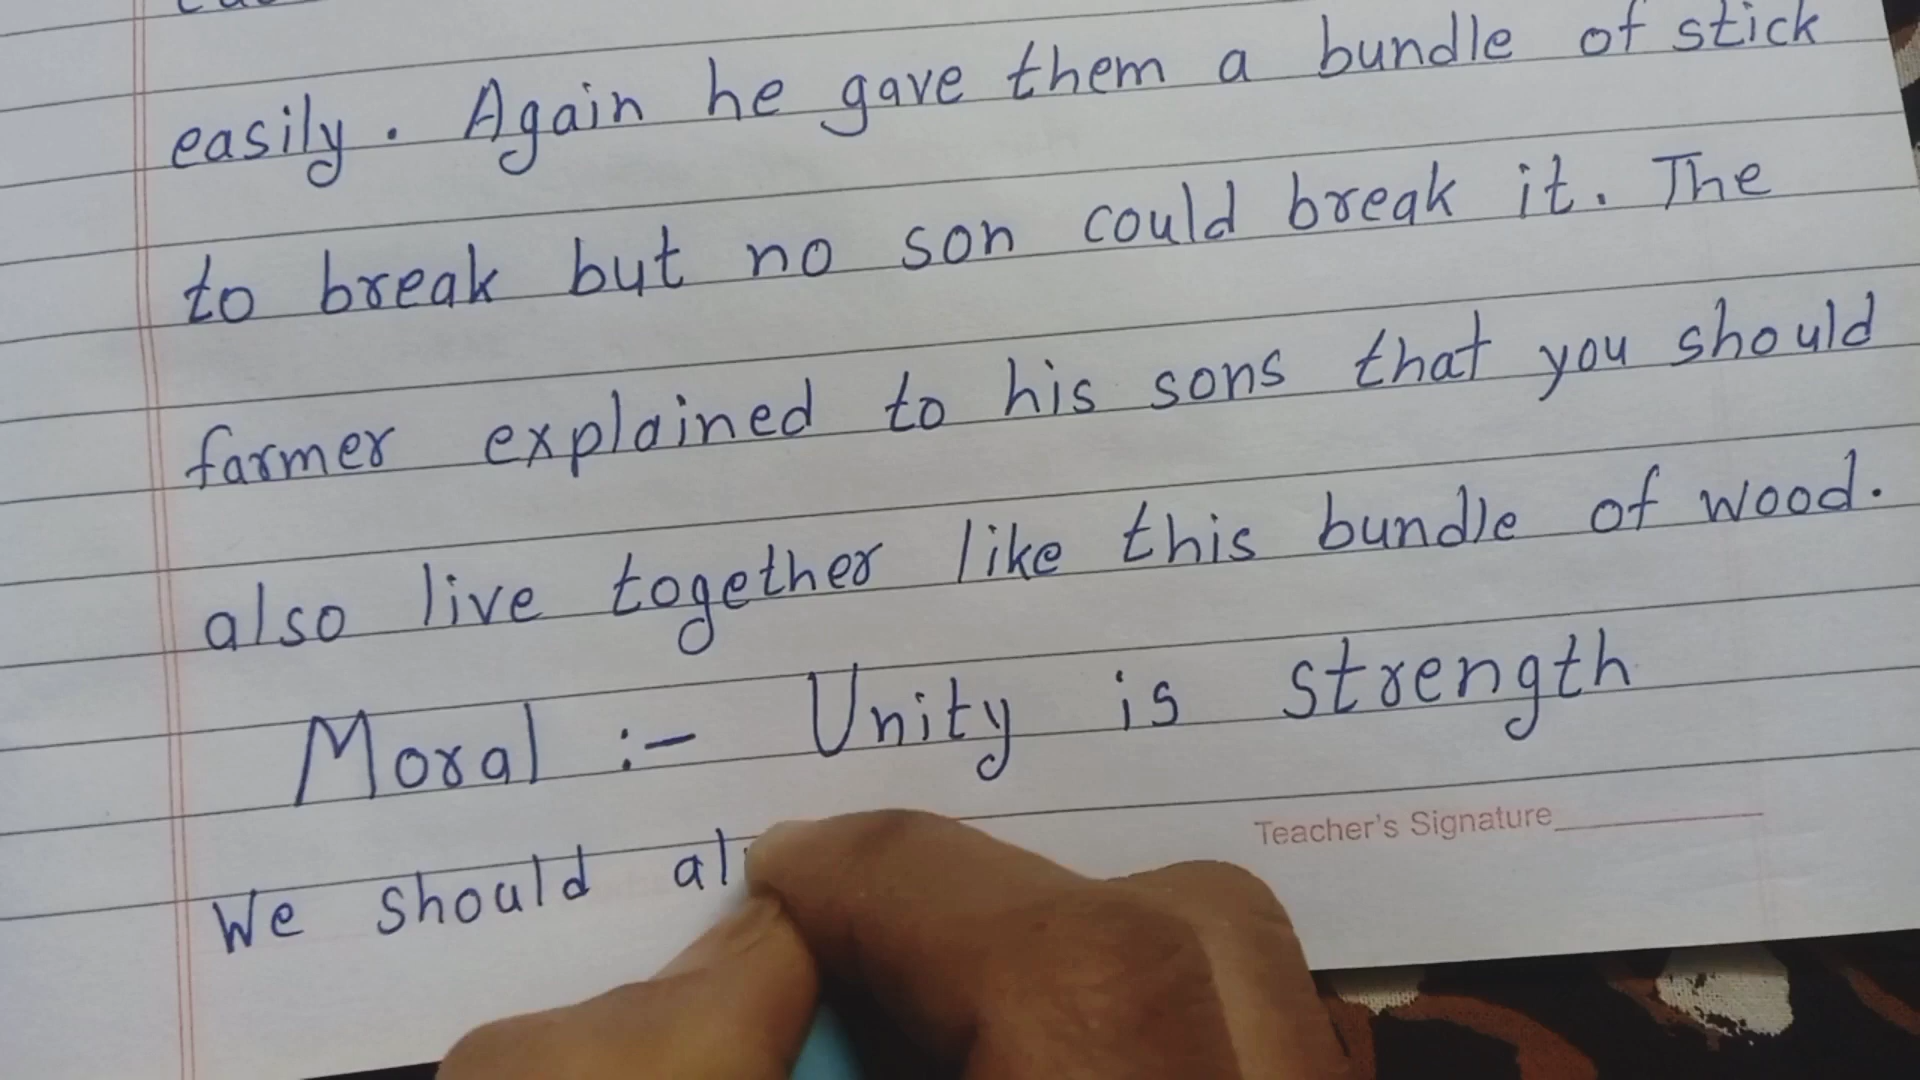 easily. Again he gave them a bundle of stick
to break but no son could break it. The
farmer explained to his sons that you should
also live together like this bundle of wood.
Moral :- Unity is strength
Teacher's Signature
We should